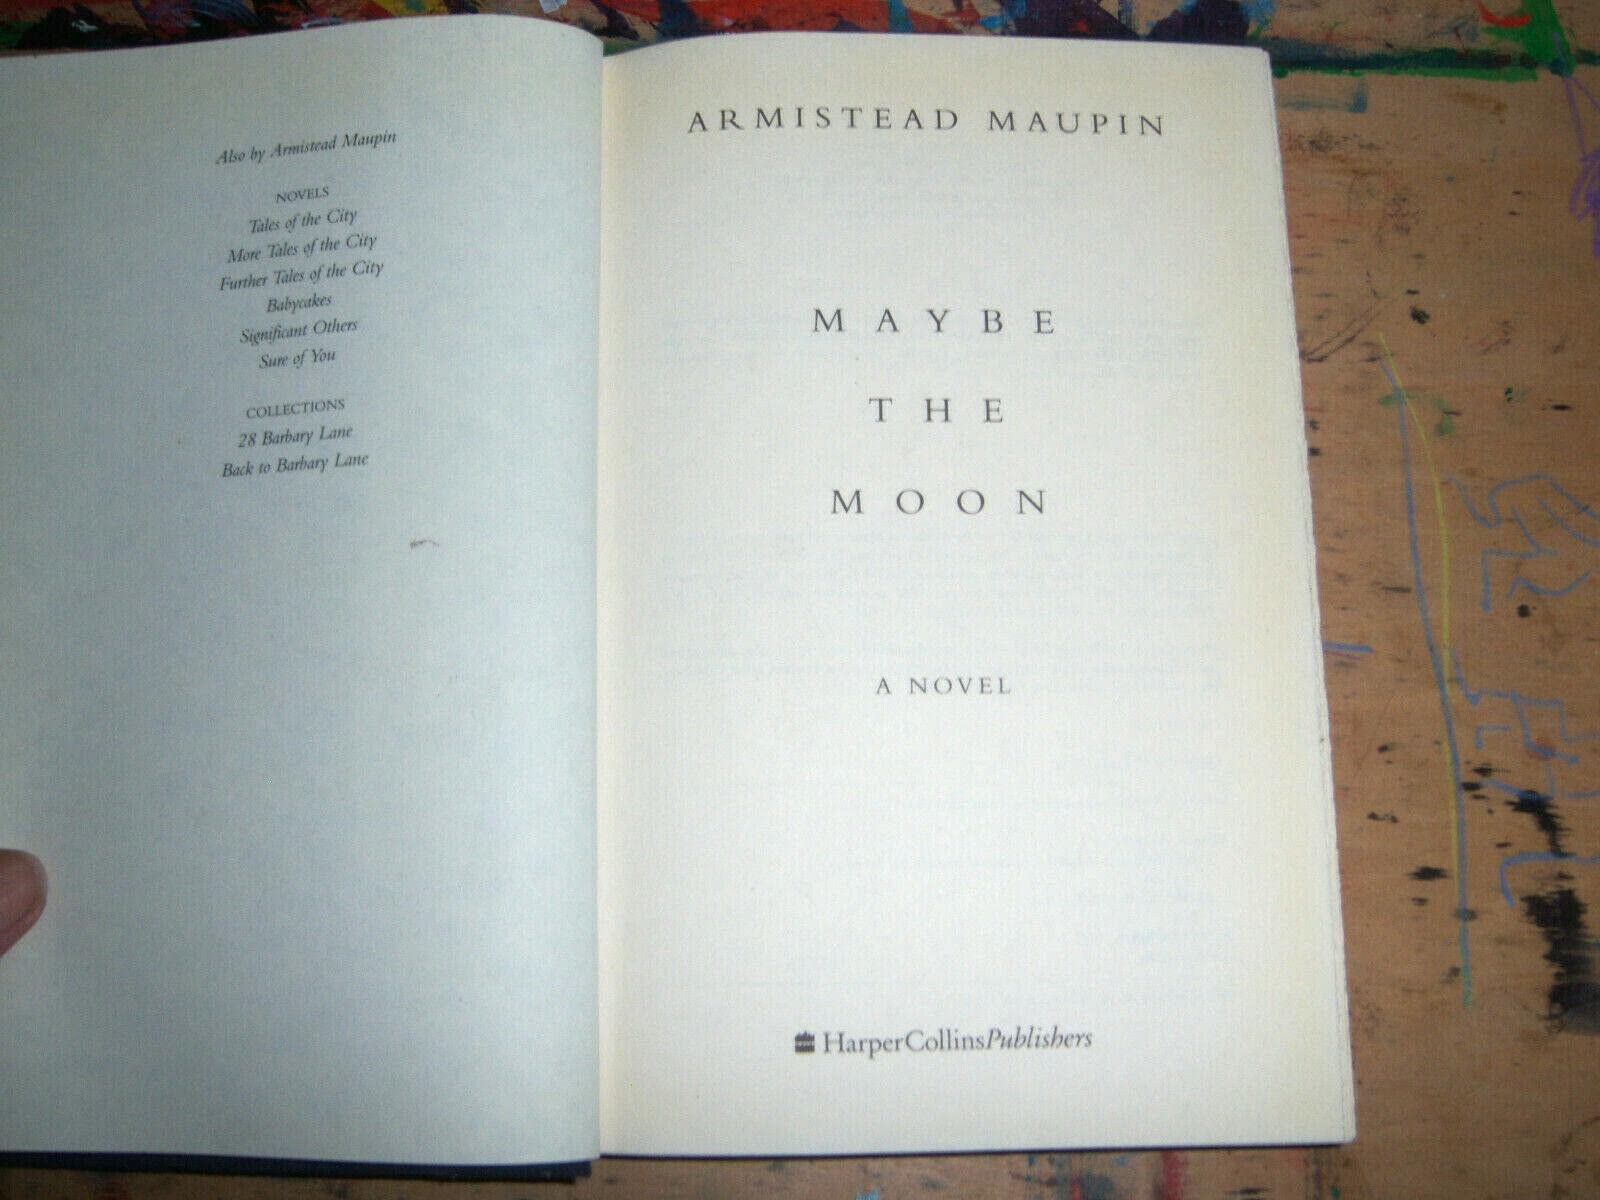 Also by Armistead Maupin
NOVELS
Tales of the City
More Tales of the City
Further Tales of the City
Babycakes
Significant Others
Sure of You
COLLECTIONS
28 Barbary Lane
Back to Barbary Lane
ARMISTEAD MAUPIN
MAYBE
THE
MOON
A NOVEL
HarperCollinsPublishers